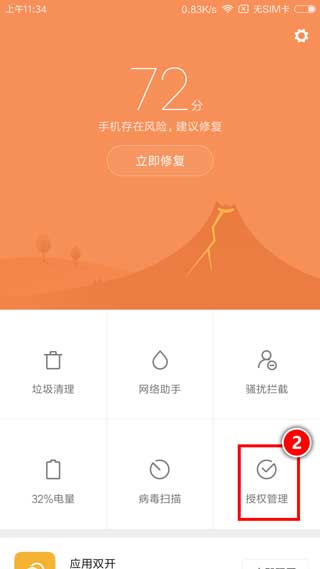 上午11:34
0.83K/s
无SIM卡
72分
手机存在风险,建议修复
立即修复
垃圾清理
网络助手
骚扰拦截
2
32%电量
病毒扫描
授权管理
应用双开